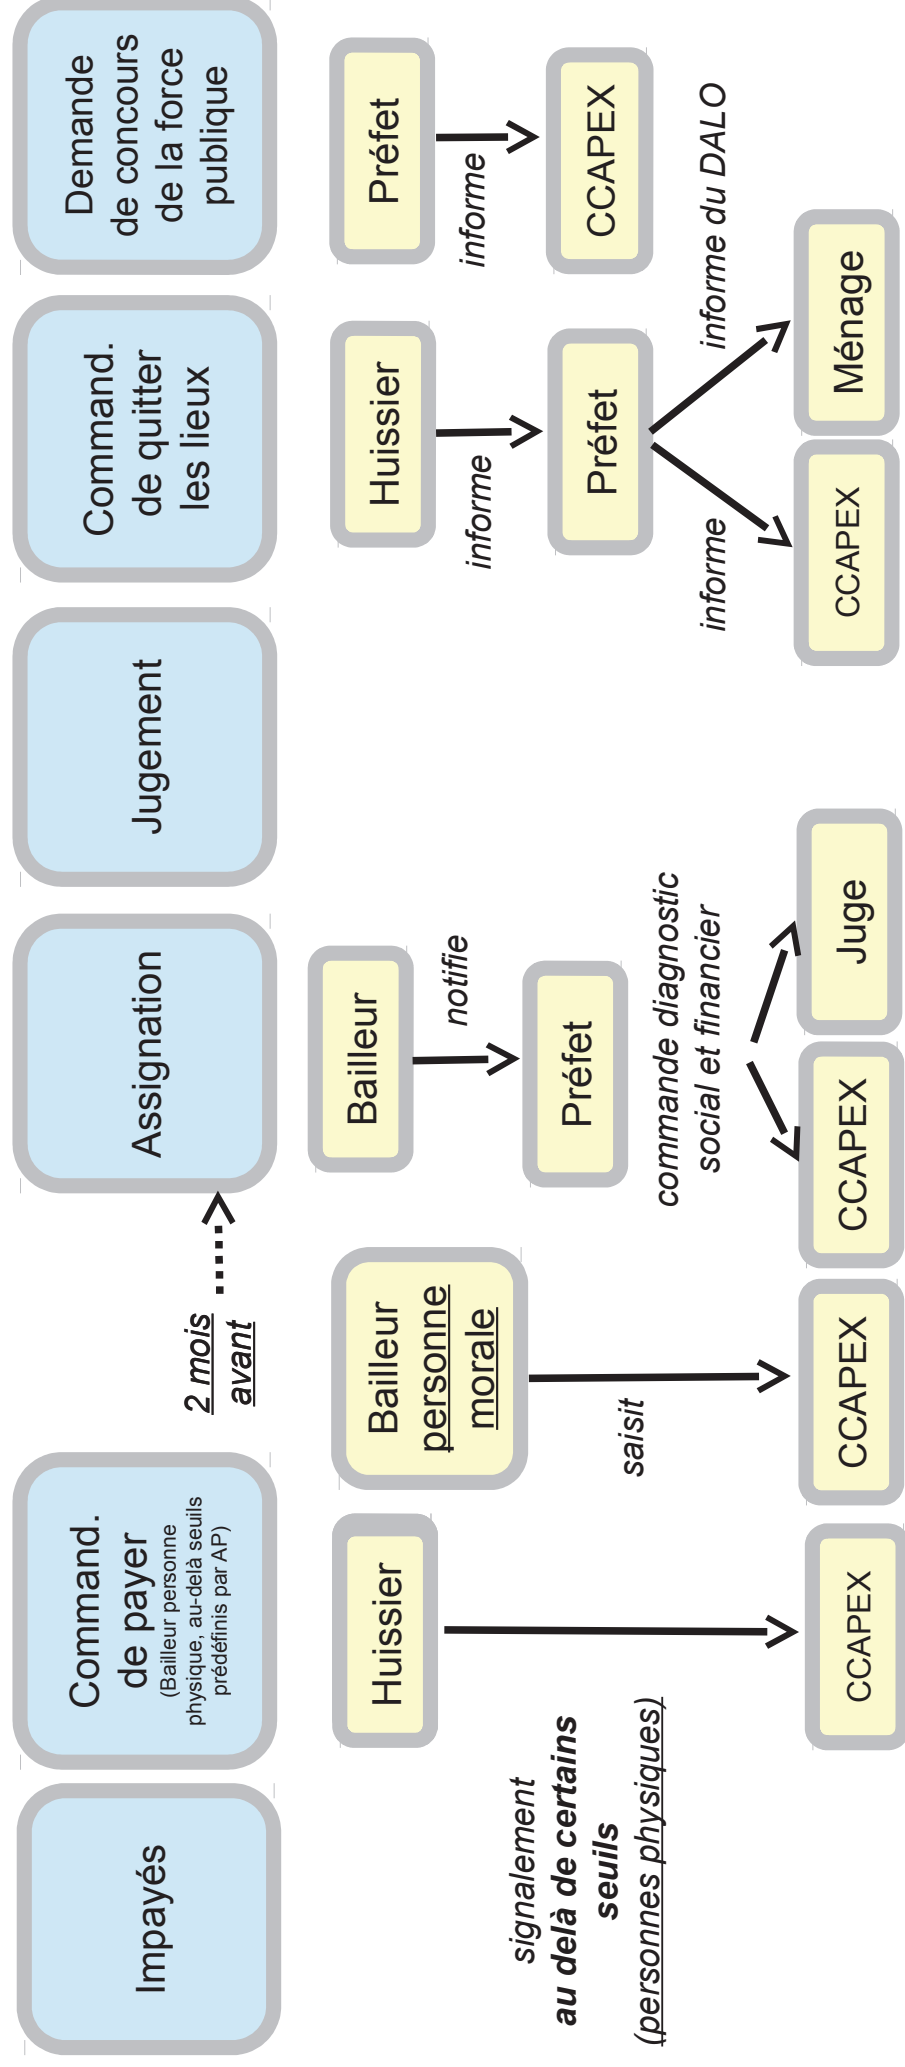 Impayés
Command.
de payer
(Bailleur personne
physique, au-delà seuils
prédéfinis par AP)
2 mois
avant
Assignation
Jugement
Command.
de quitter
les lieux
Demande
de concours
de la force
publique
signalement
au delà de certains
seuils
(personnes physiques)
Huissier
CCAPEX
Bailleur
personne
morale
saisit
CCAPEX
Bailleur
notifie
Préfet
commande diagnostic
social et financier
CCAPEX
Juge
Huissier
informe
Préfet
informe
informe du DALO
CCAPEX
Ménage
Préfet
informe
CCAPEX